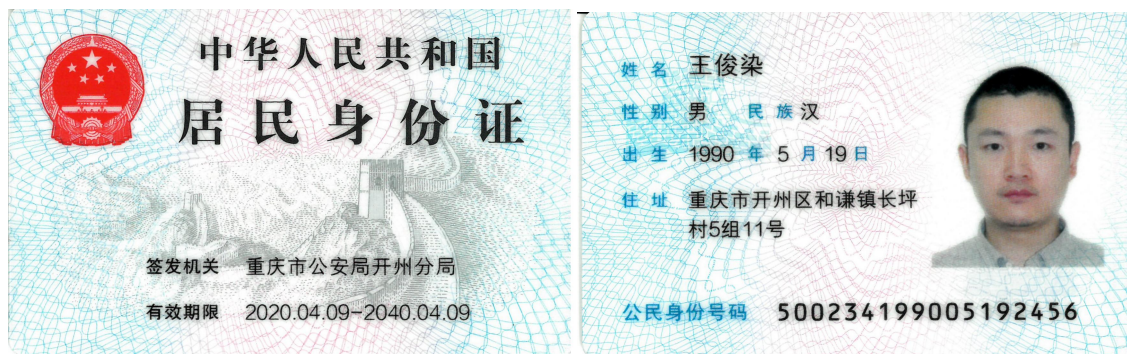 中华人民共和国
居民身份证
签发机关 重庆市公安局开州分局
有效期限 2020.04.09-2040.04.09
姓名 王俊染
性别 男 民族 汉
出生 1990 年 5 月 19 日
住址 重庆市开州区和谦镇长坪
村5组11号
公民身份号码 500234199005192456